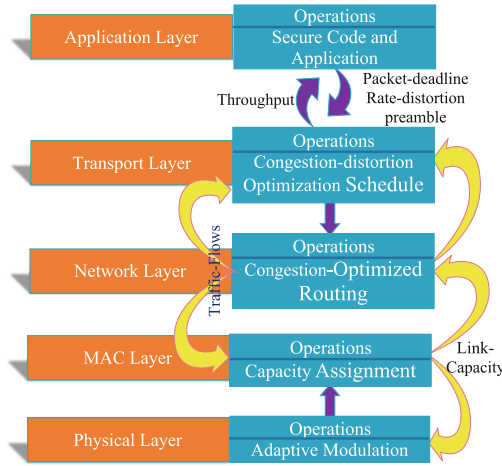 Application Layer
Operations
Secure Code and
Application
Throughput
Packet-deadline
Rate-distortion
preamble
Transport Layer
Operations
Congestion-distortion
Optimization Schedule
Traffic-Flows
Network Layer
Operations
Congestion-Optimized
Routing
MAC Layer
Operations
Capacity Assignment
Link-
Capacity
Physical Layer
Operations
Adaptive Modulation